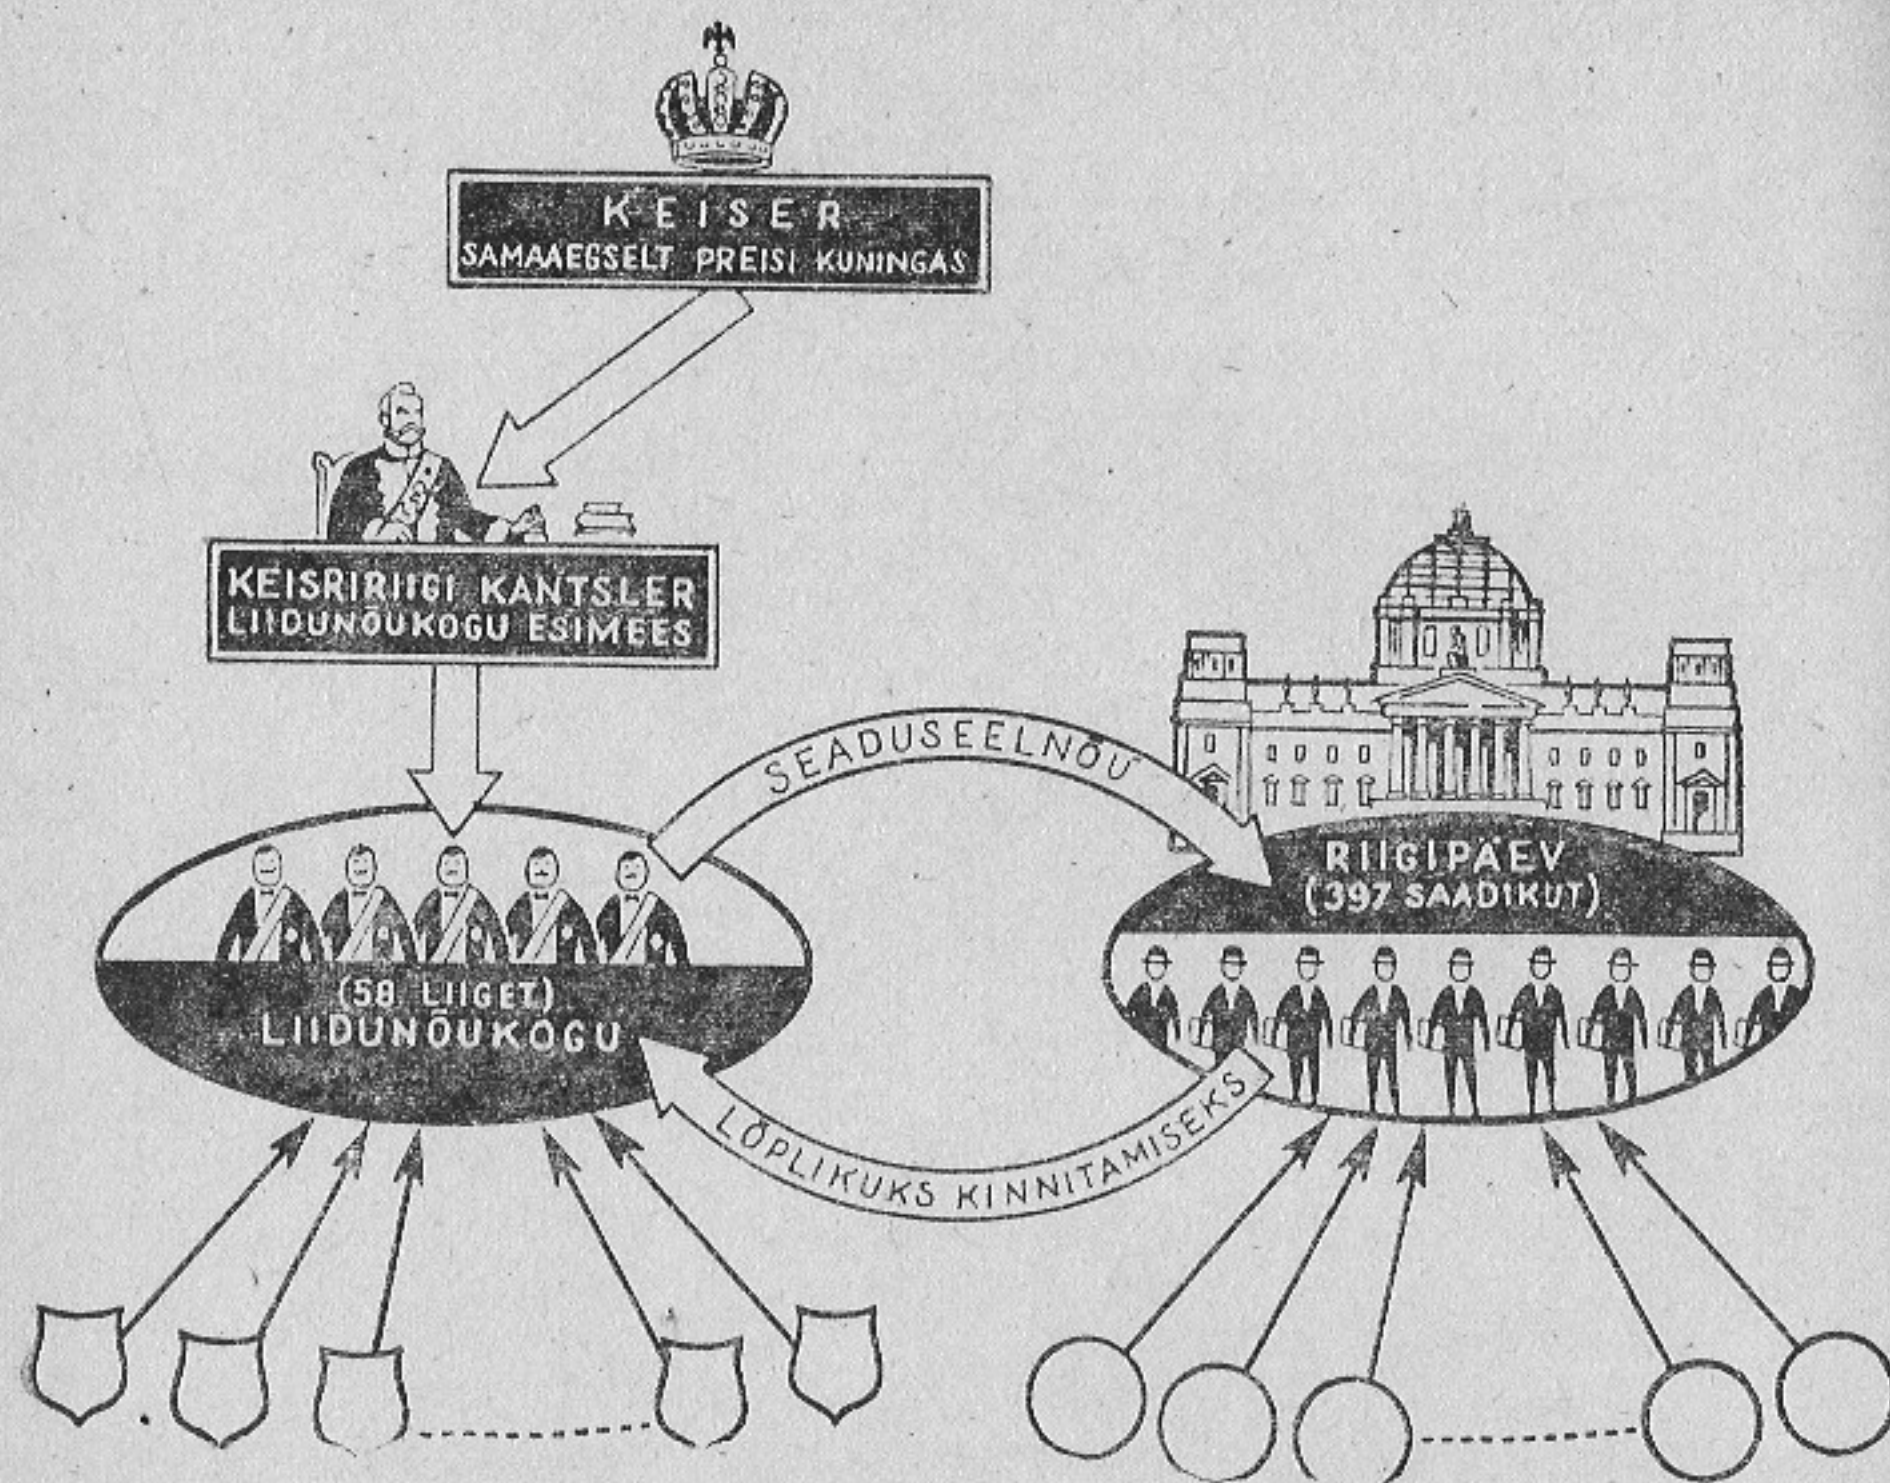 KEISER
SAMAAEGSELT PREISI KUNINGAS
KEISRIRIIGI KANTSLER
LIIDUNÕUKOGU ESIMEES
SEADUSEELNÕU
RIIGIPÄEV
(397 SAADIKUT)
(58 LIIGET)
LIIDUNÕUKOGU
LÕPLIKUKS KINNITAMISEKS